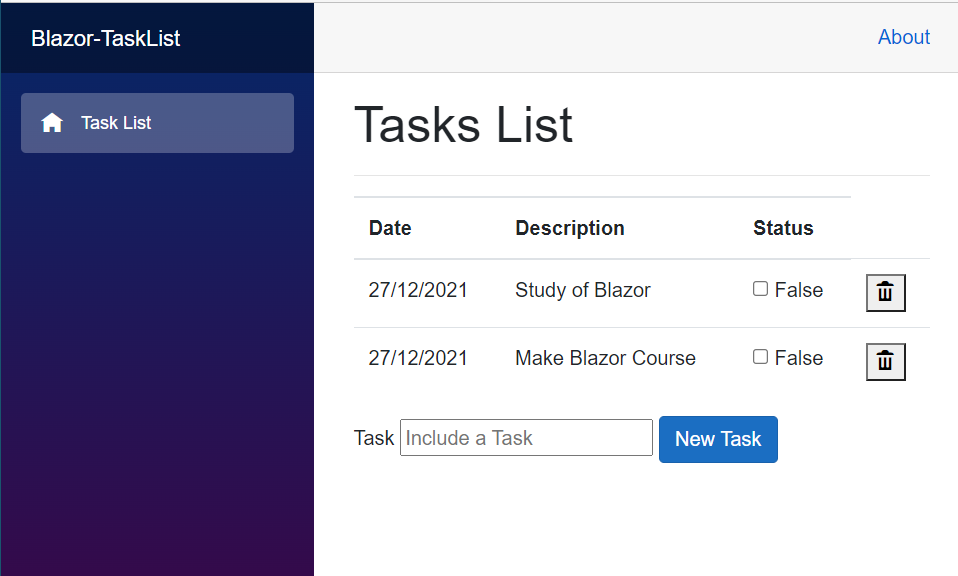 Blazor-TaskList
About
Task List
Tasks List
Date Description Status
27/12/2021 Study of Blazor False
27/12/2021 Make Blazor Course False
Task Include a Task New Task